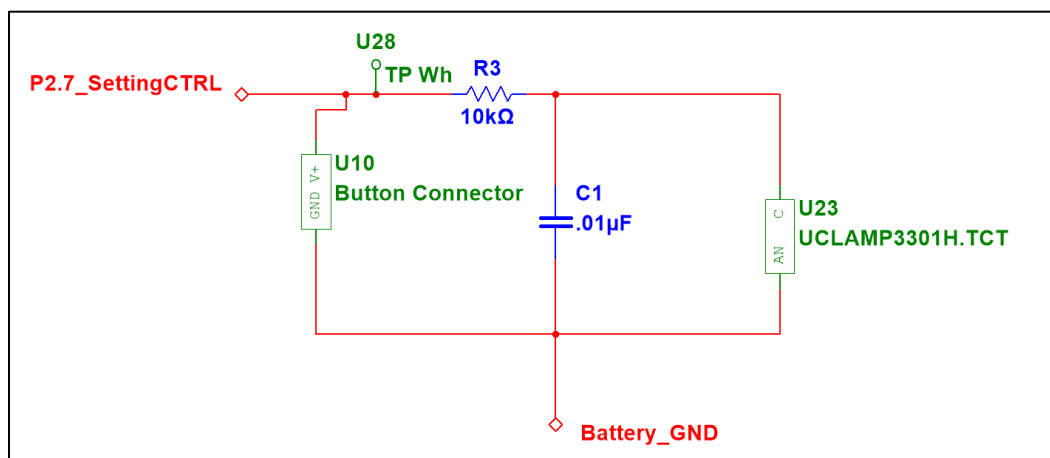 U28
TP Wh
P2.7_SettingCTRL
R3
10kΩ
U10
Button Connector
GND V+
C1
.01µF
U23
UCLAMP3301H.TCT
AN C
Battery_GND